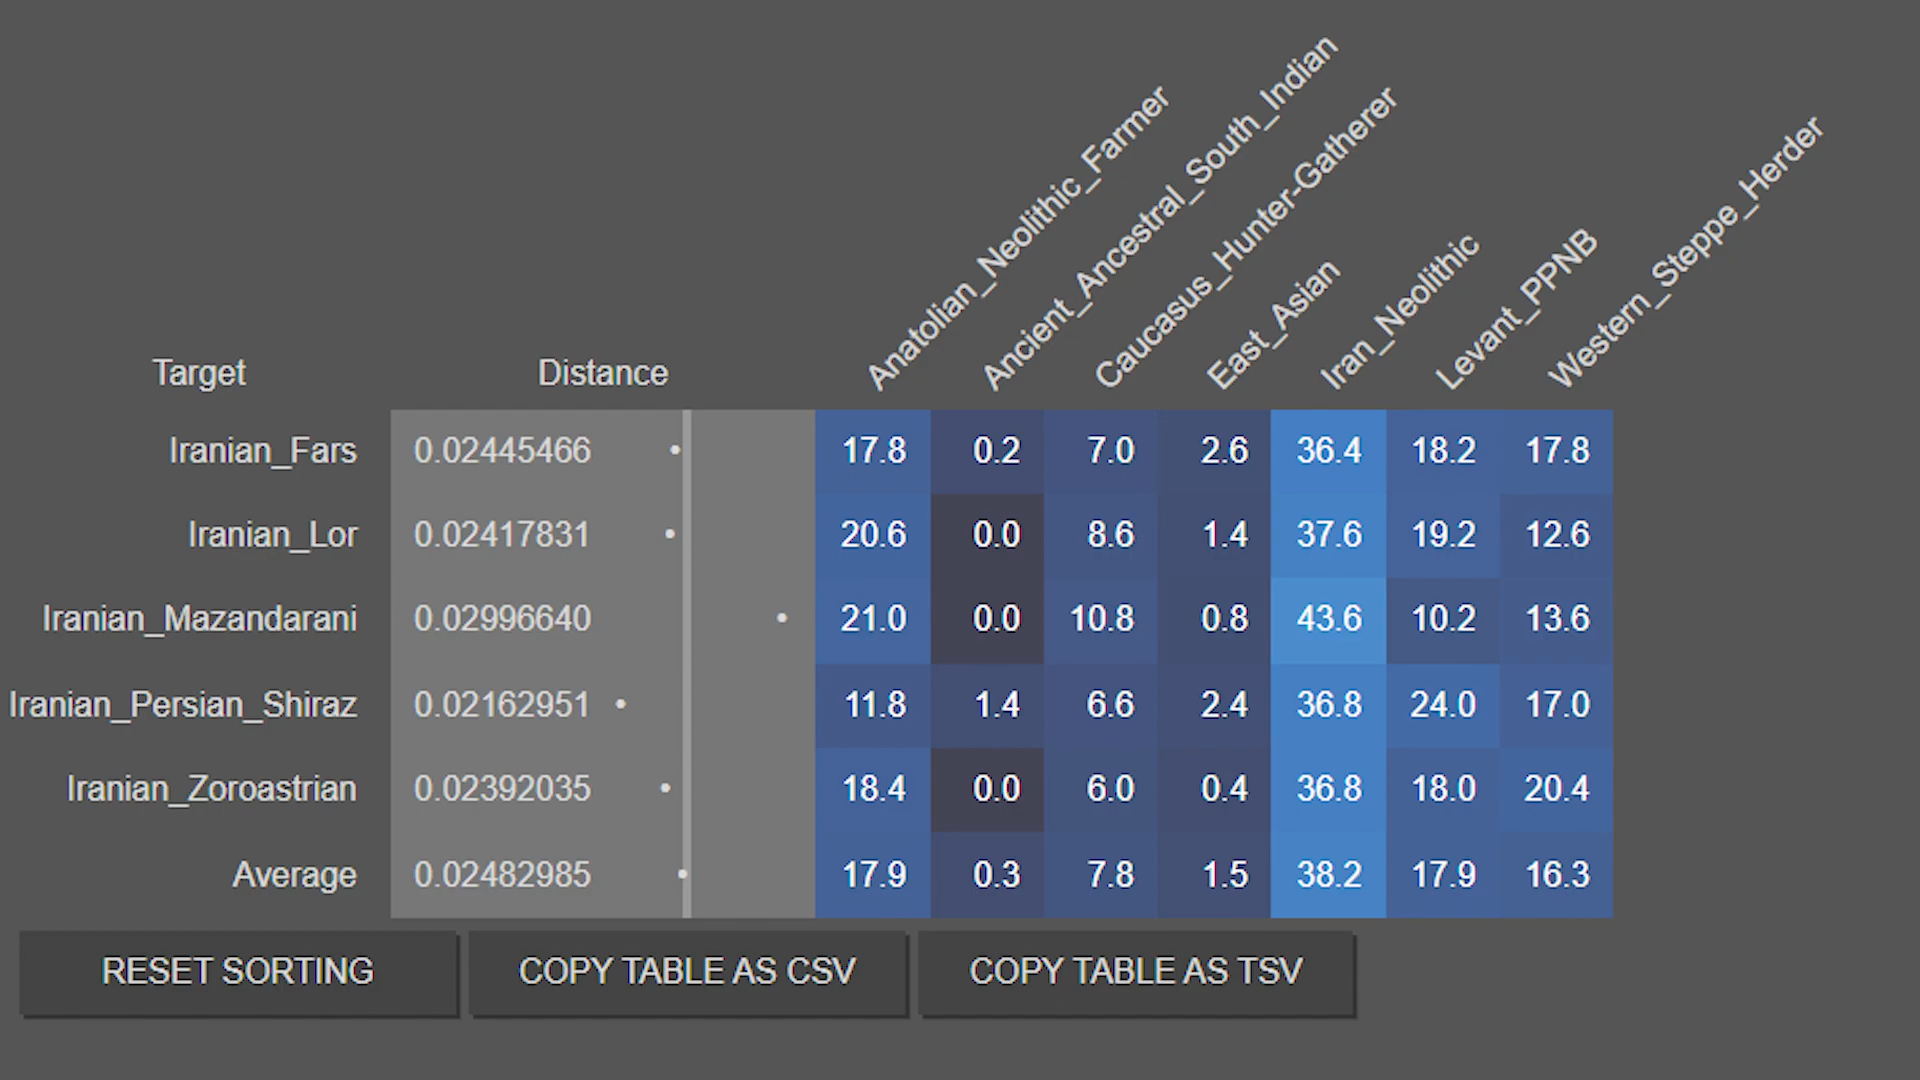 Anatolian_Neolithic_Farmer
Ancient_Ancestral_South_Indian
Caucasus_Hunter-Gatherer
East_Asian
Iran_Neolithic
Levant_PPNB
Western_Steppe_Herder
Target Distance
Iranian_Fars 0.02445466 17.8 0.2 7.0 2.6 36.4 18.2 17.8
Iranian_Lor 0.02417831 20.6 0.0 8.6 1.4 37.6 19.2 12.6
Iranian_Mazandarani 0.02996640 21.0 0.0 10.8 0.8 43.6 10.2 13.6
Iranian_Persian_Shiraz 0.02162951 11.8 1.4 6.6 2.4 36.8 24.0 17.0
Iranian_Zoroastrian 0.02392035 18.4 0.0 6.0 0.4 36.8 18.0 20.4
Average 0.02482985 17.9 0.3 7.8 1.5 38.2 17.9 16.3
RESET SORTING COPY TABLE AS CSV COPY TABLE AS TSV